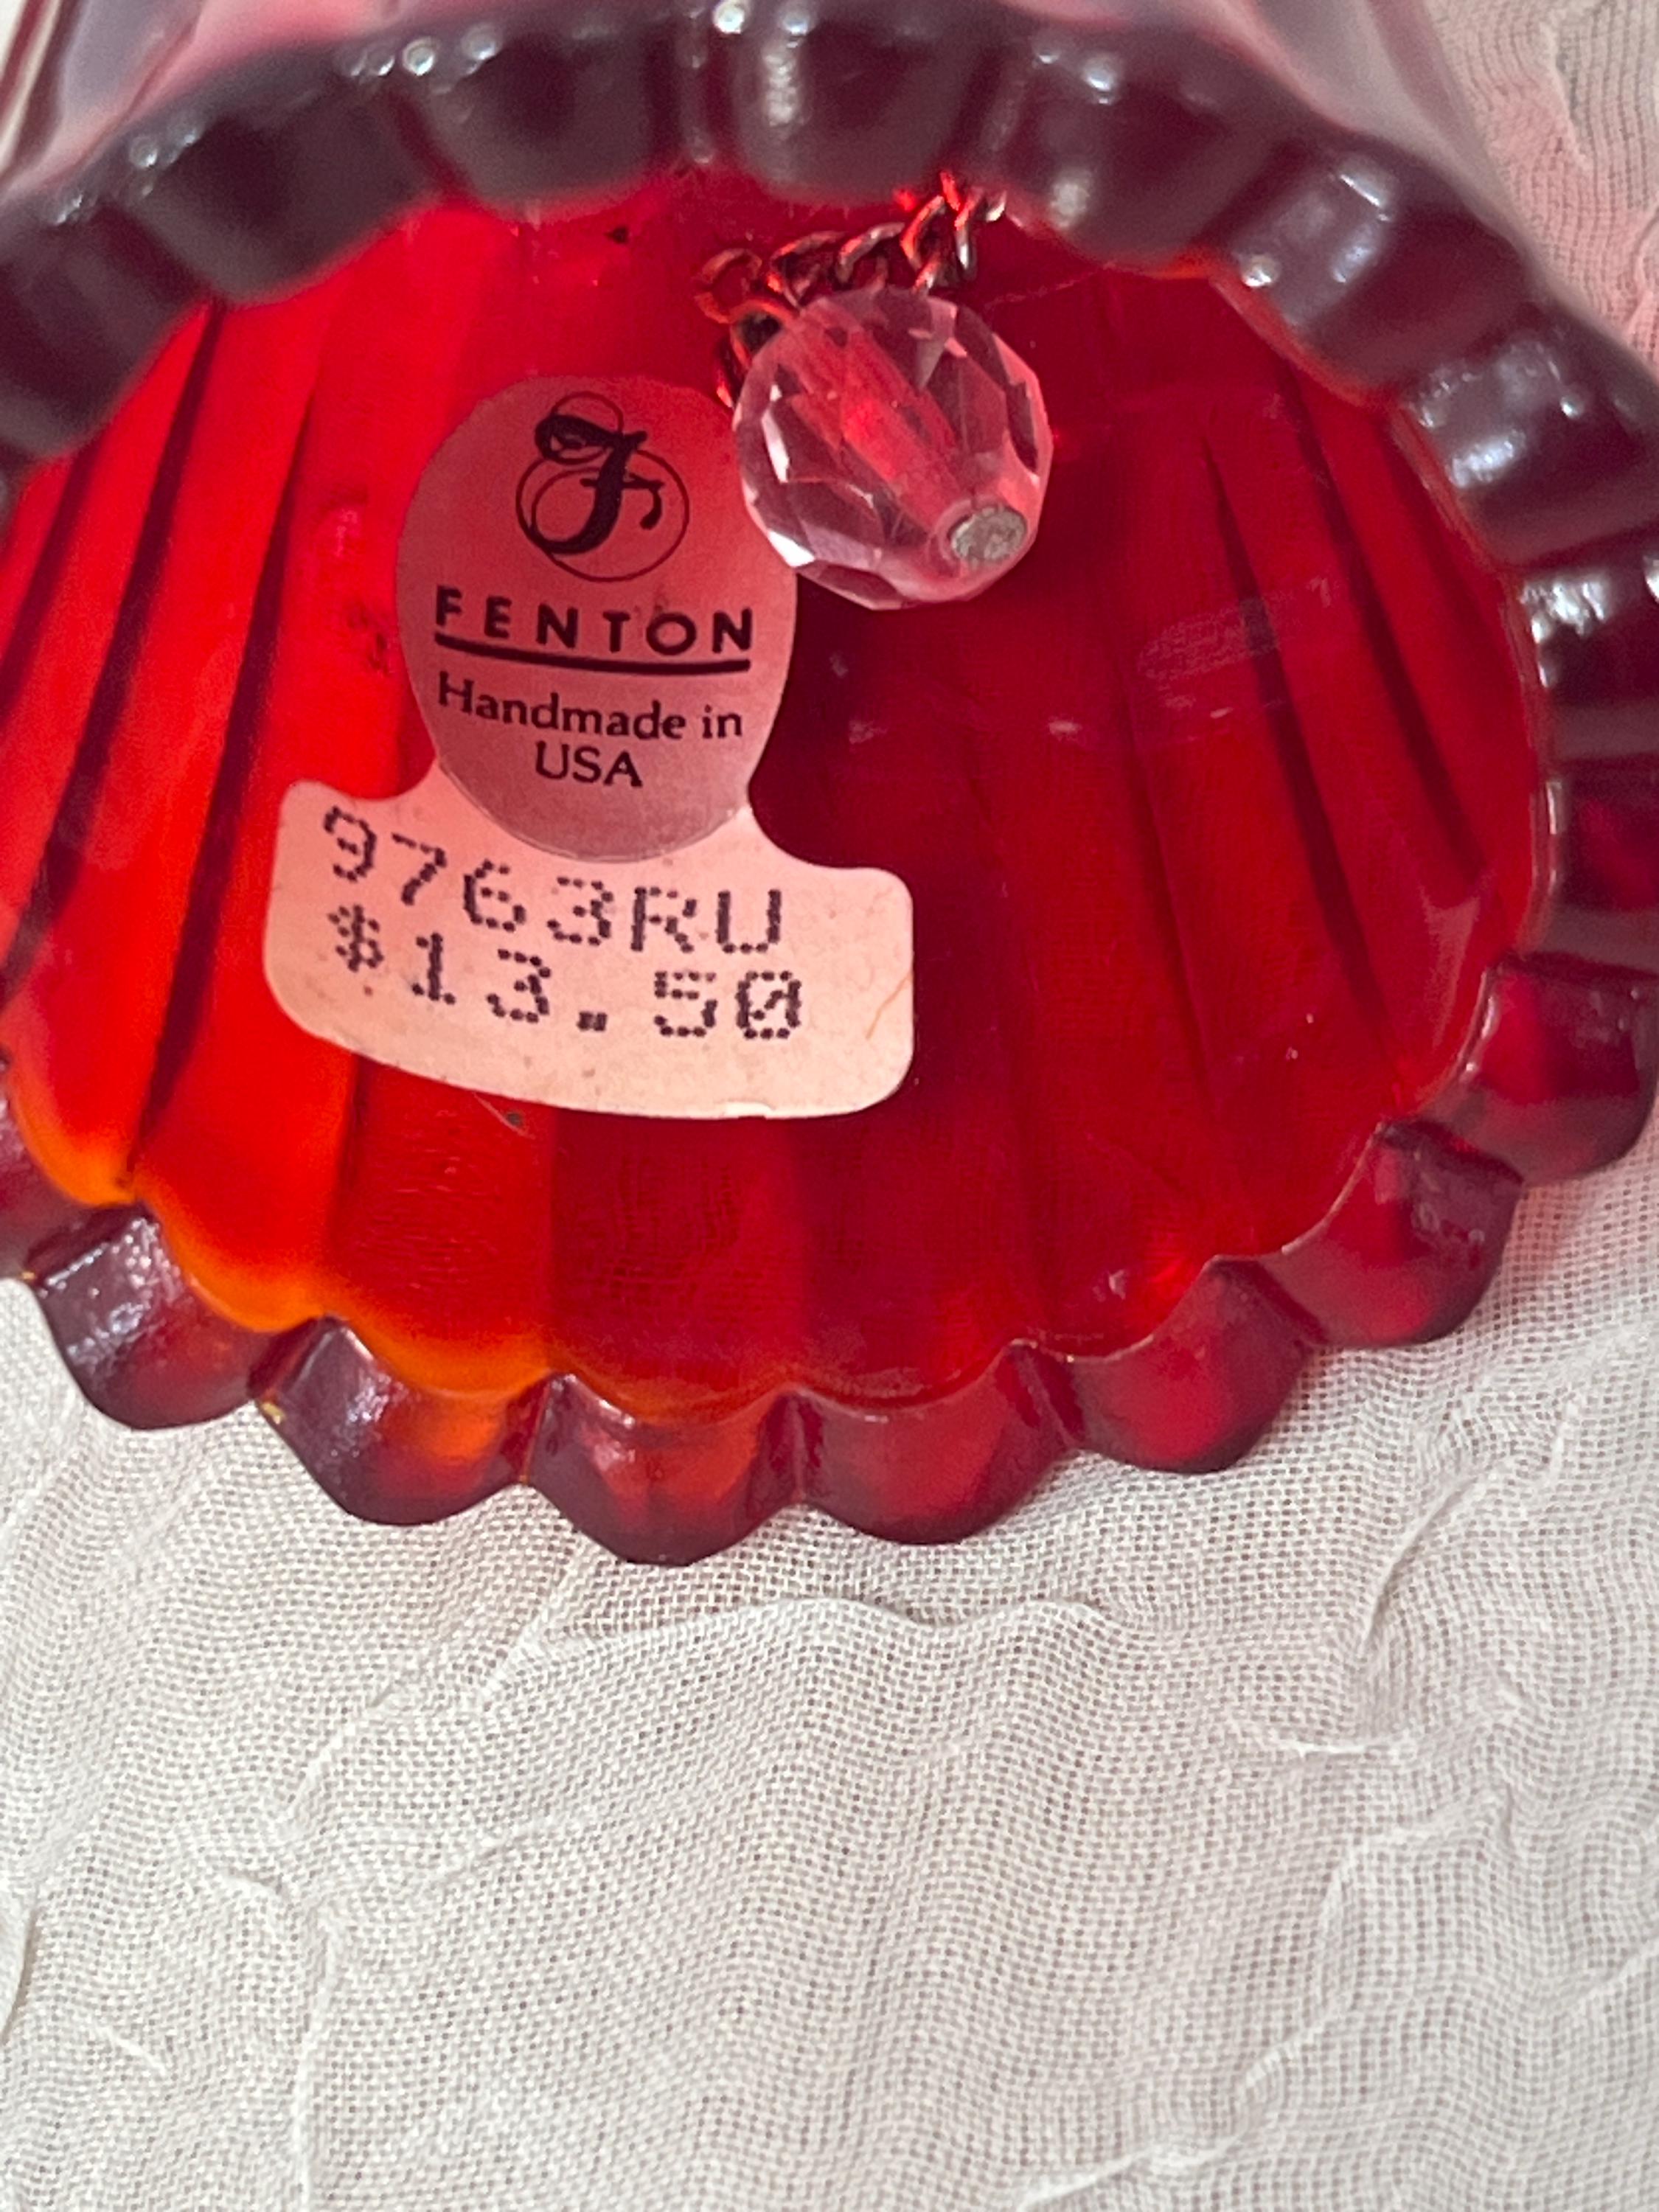 F
FENTON
Handmade in
USA
9763RU
$13.50